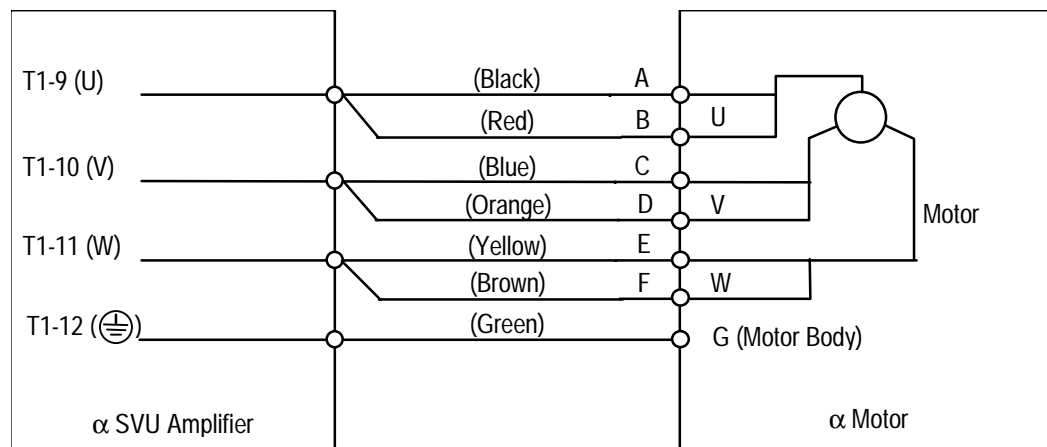 T1-9 (U)
(Black)
A
(Red)
B
U
T1-10 (V)
(Blue)
C
(Orange)
D
V
Motor
T1-11 (W)
(Yellow)
E
(Brown)
F
W
T1-12 (⏚)
(Green)
G (Motor Body)
α SVU Amplifier
α Motor